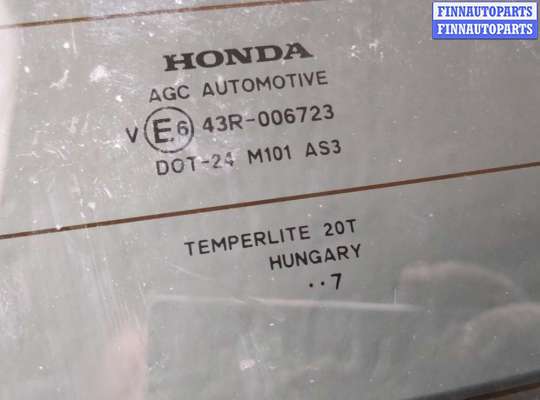 FINNAUTOPARTS
FINNAUTOPARTS
HONDA
AGC AUTOMOTIVE
V E6 43R-006723
DOT-24 M101 AS3
TEMPERLITE 20T
HUNGARY
..7